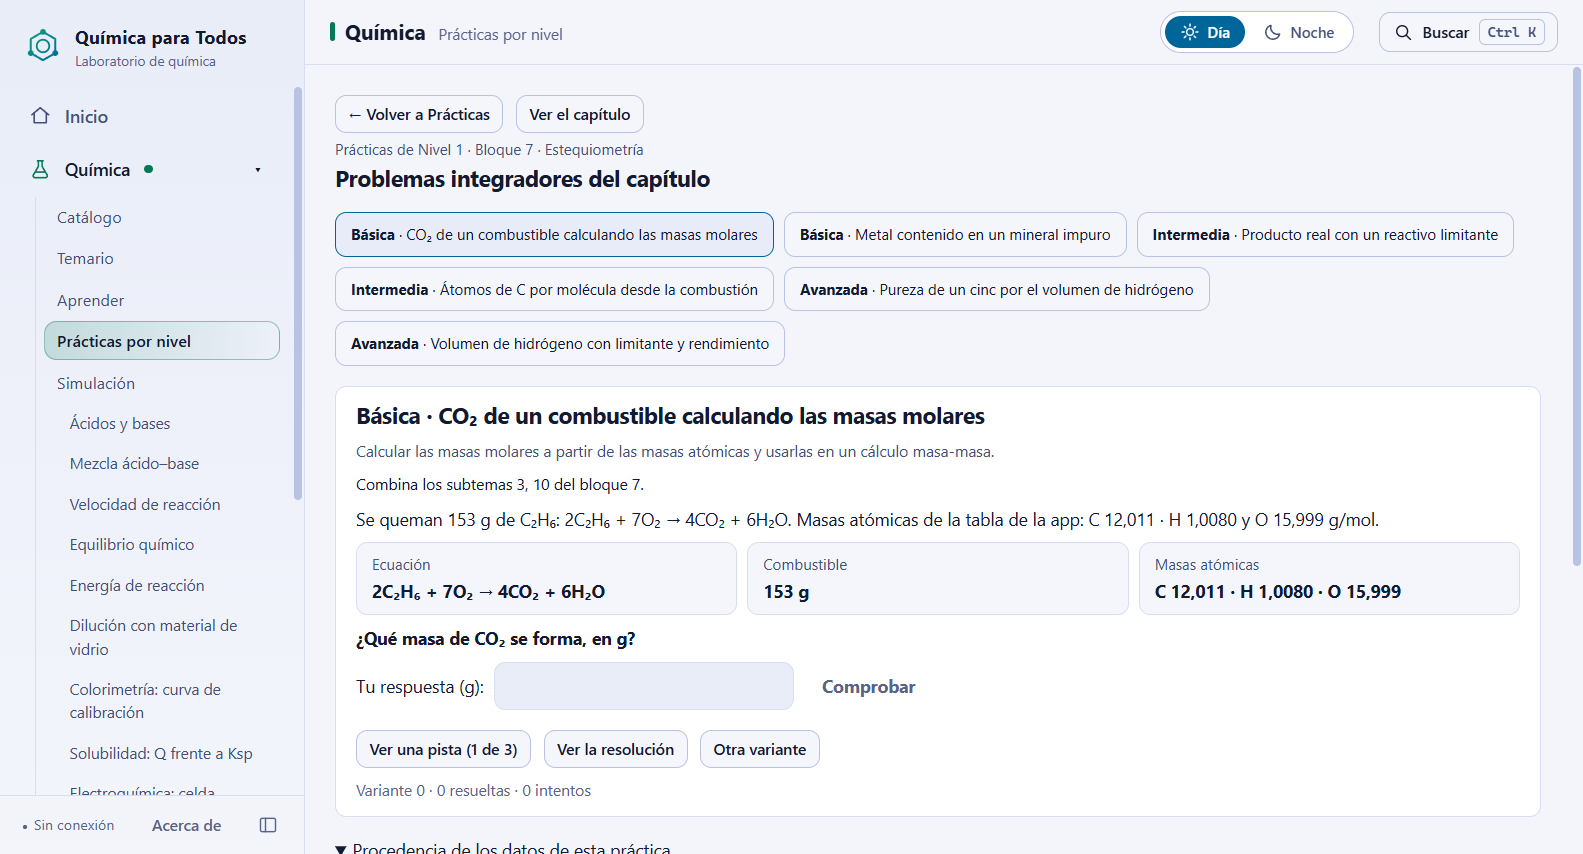 Química para Todos
Laboratorio de química
Inicio
Química
Catálogo
Temario
Aprender
Prácticas por nivel
Simulación
Ácidos y bases
Mezcla ácido–base
Velocidad de reacción
Equilibrio químico
Energía de reacción
Dilución con material de
vidrio
Colorimetría: curva de
calibración
Solubilidad: Q frente a Ksp
Electroquímica: celda
Sin conexión
Acerca de
Química Prácticas por nivel
Día
Noche
Buscar Ctrl K
← Volver a Prácticas
Ver el capítulo
Prácticas de Nivel 1 · Bloque 7 · Estequiometría
Problemas integradores del capítulo
Básica · CO₂ de un combustible calculando las masas molares
Básica · Metal contenido en un mineral impuro
Intermedia · Producto real con un reactivo limitante
Intermedia · Átomos de C por molécula desde la combustión
Avanzada · Pureza de un cinc por el volumen de hidrógeno
Avanzada · Volumen de hidrógeno con limitante y rendimiento
Básica · CO₂ de un combustible calculando las masas molares
Calcular las masas molares a partir de las masas atómicas y usarlas en un cálculo masa-masa.
Combina los subtemas 3, 10 del bloque 7.
Se queman 153 g de C₂H₆: 2C₂H₆ + 7O₂ → 4CO₂ + 6H₂O. Masas atómicas de la tabla de la app: C 12,011 · H 1,0080 y O 15,999 g/mol.
Ecuación
2C₂H₆ + 7O₂ → 4CO₂ + 6H₂O
Combustible
153 g
Masas atómicas
C 12,011 · H 1,0080 · O 15,999
¿Qué masa de CO₂ se forma, en g?
Tu respuesta (g):
Comprobar
Ver una pista (1 de 3)
Ver la resolución
Otra variante
Variante 0 · 0 resueltas · 0 intentos
▼ Procedencia de los datos de esta práctica